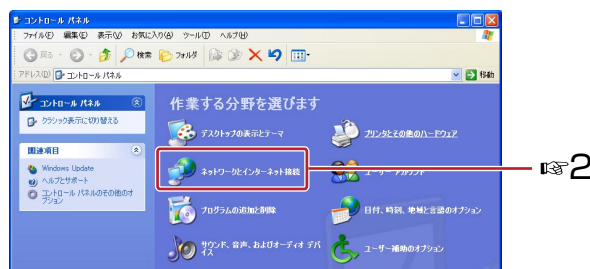 コントロール パネル
ファイル(F) 編集(E) 表示(V) お気に入り(A) ツール(T) ヘルプ(H)
戻る 検索 フォルダ
アドレス(D) コントロール パネル 移動
コントロール パネル
クラシック表示に切り替える
関連項目
Windows Update
ヘルプとサポート
コントロール パネルのその他のオ
プション
作業する分野を選びます
デスクトップの表示とテーマ
プリンタとその他のハードウェア
ネットワークとインターネット接続
ユーザー アカウント
プログラムの追加と削除
日付、時刻、地域と言語のオプション
サウンド、音声、およびオーディオ デバ
イス
ユーザー補助のオプション
☞2